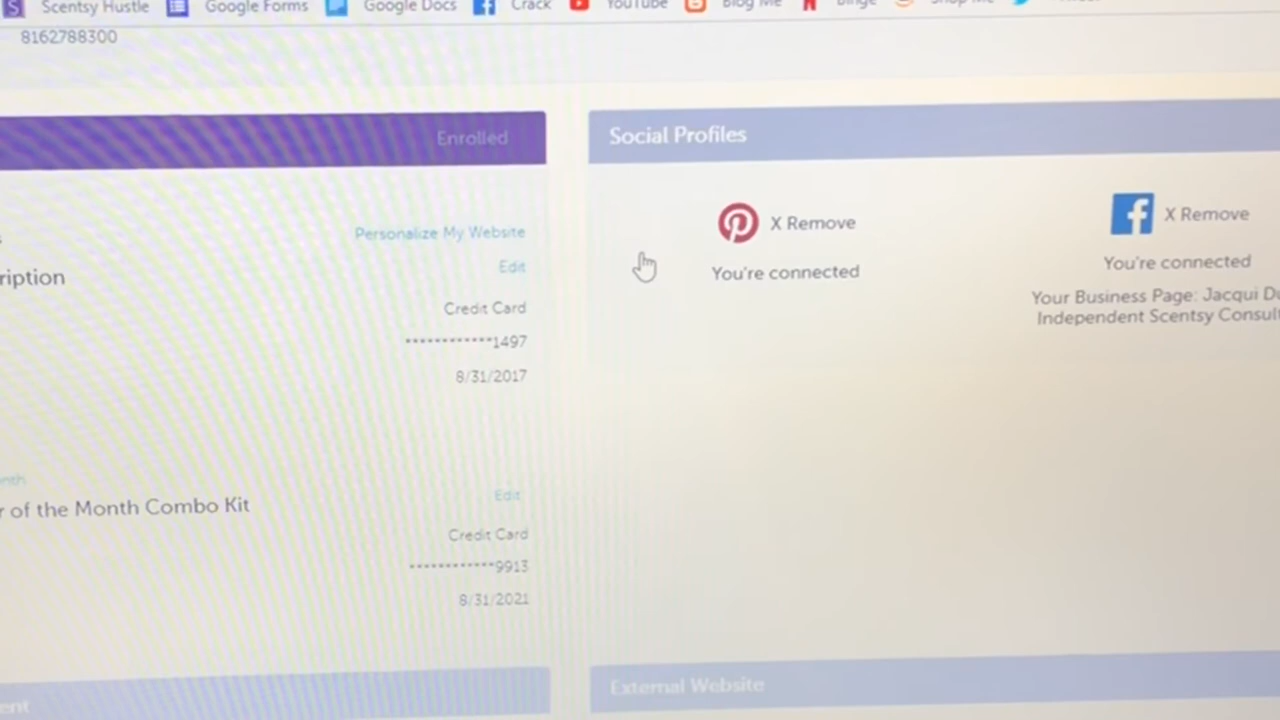 Scentsy Hustle Google Forms Google Docs Crack YouTube Blog Me
8162788300
Enrolled
Personalize My Website
Edit
ription
Credit Card
************1497
8/31/2017
r of the Month Combo Kit
Edit
Credit Card
************9913
8/31/2021
ent
Social Profiles
X Remove
You're connected
X Remove
You're connected
Your Business Page: Jacqui Du
Independent Scentsy Consult
External Website